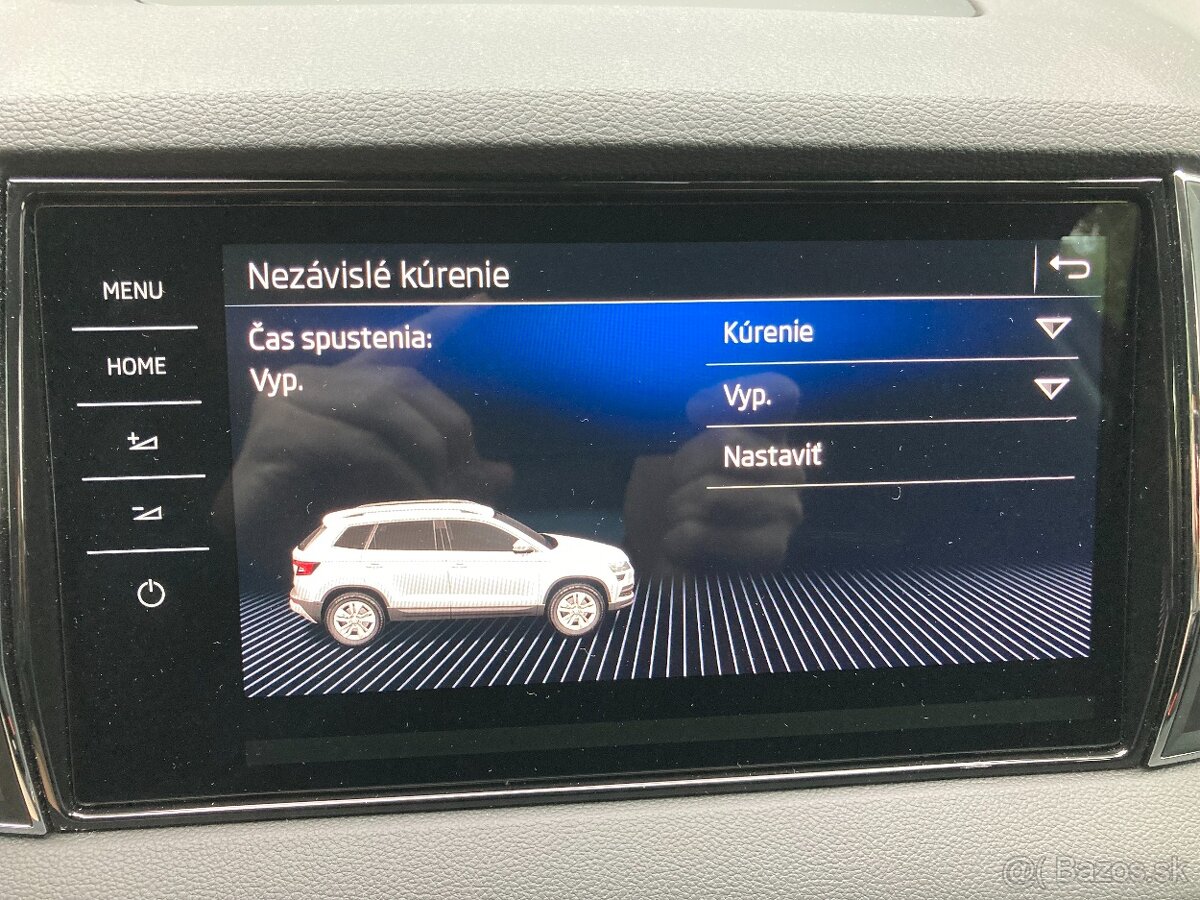 MENU
HOME
Nezávislé kúrenie
Čas spustenia:
Vyp.
Kúrenie
Vyp.
Nastaviť
@( Bazos.sk